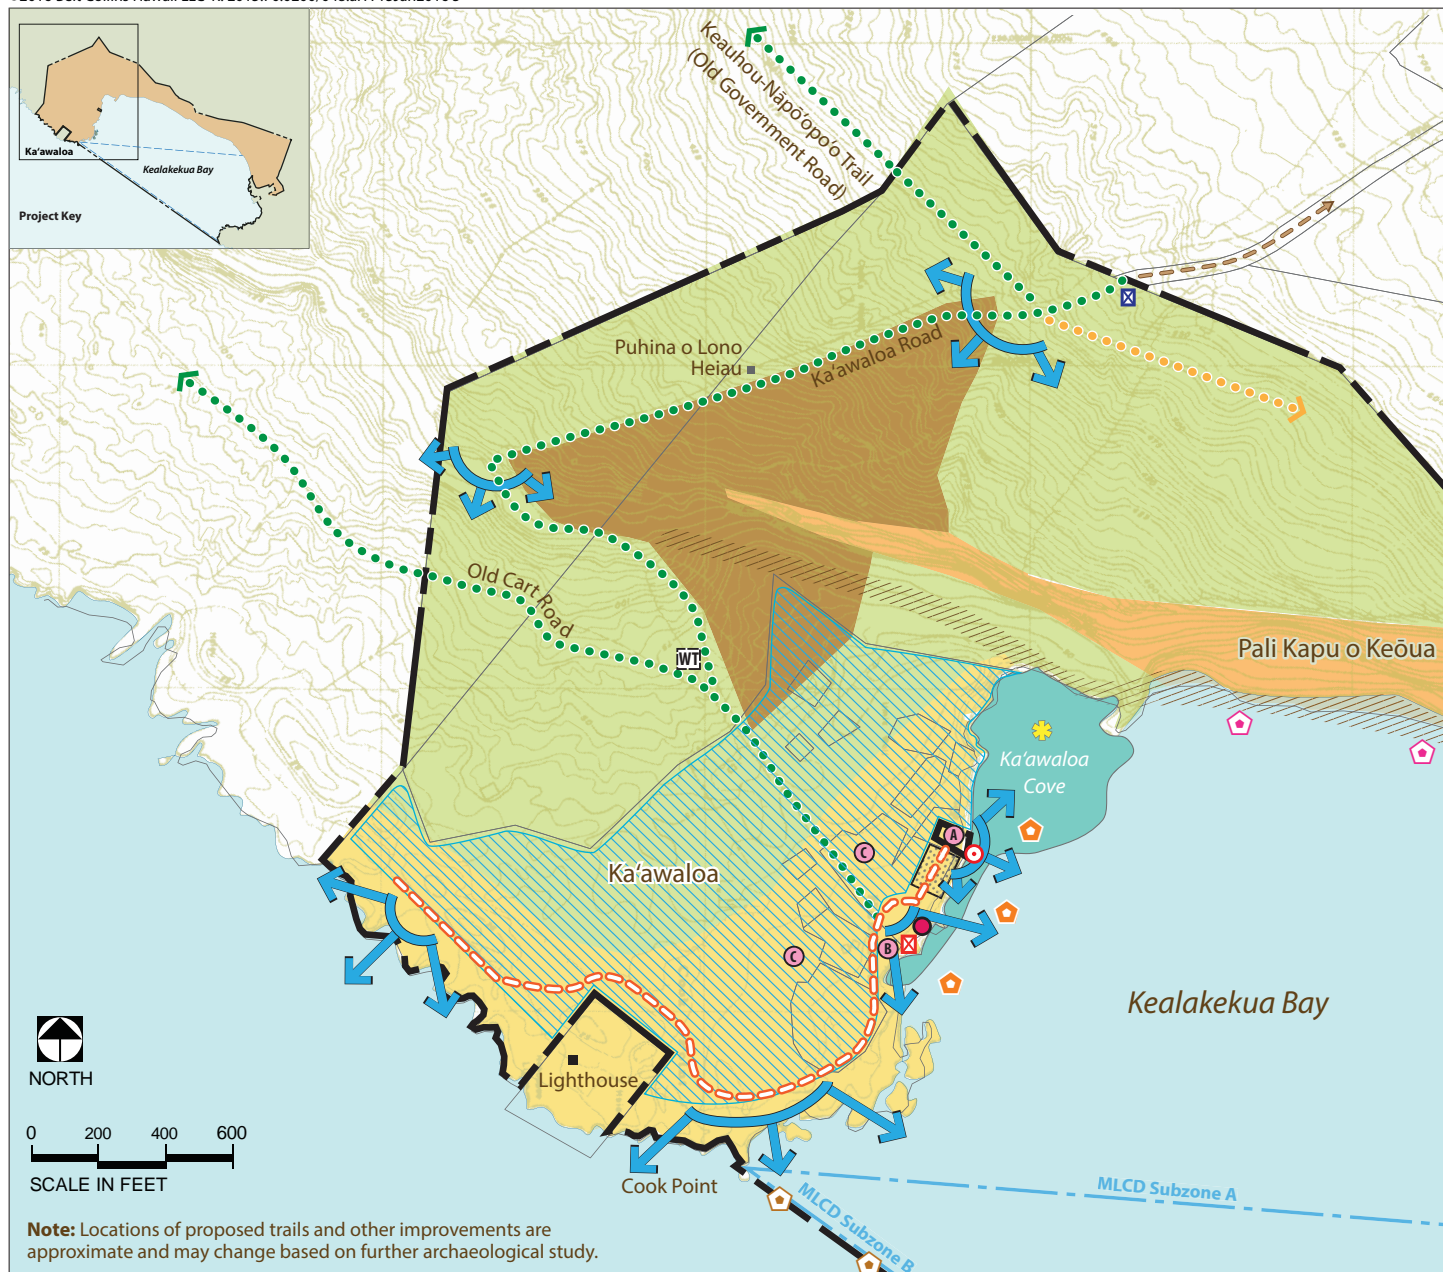 Keauhou-Nāpō‘opo‘o Trail
(Old Government Road)
Ka‘awaloa
Kealakekua Bay
Project Key
Puhina o Lono
Heiau
Ka‘awaloa Road
Old Cart Road
WT
Pali Kapu o Keōua
Ka‘awaloa
Cove
A
C
Ka‘awaloa
B
C
Kealakekua Bay
NORTH
Lighthouse
0 200 400 600
SCALE IN FEET
Cook Point
MLCD Subzone A
MLCD Subzone B
Note: Locations of proposed trails and other improvements are
approximate and may change based on further archaeological study.